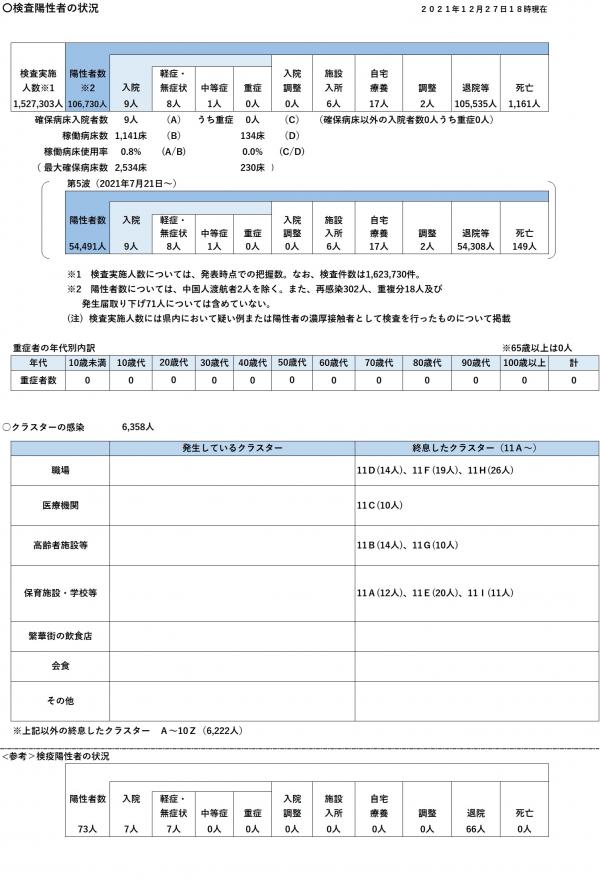 〇検査陽性者の状況
２０２１年１２月２７日１８時現在
検査実施人数※1 陽性者数※2 入院 軽症・無症状 中等症 重症 入院調整 施設入所 自宅療養 調整 退院等 死亡
1,527,303人 106,730人 9人 8人 1人 0人 0人 6人 17人 2人 105,535人 1,161人
確保病床入院者数 9人 (A) うち重症 0人 (C) (確保病床以外の入院者数0人うち重症0人)
稼働病床数 1,141床 (B) 134床 (D)
稼働病床使用率 0.8% (A/B) 0.0% (C/D)
(最大確保病床数 2,534床 230床 )
第5波（2021年7月21日～）
陽性者数 入院 軽症・無症状 中等症 重症 入院調整 施設入所 自宅療養 調整 退院等 死亡
54,491人 9人 8人 1人 0人 0人 6人 17人 2人 54,308人 149人
※1 検査実施人数については、発表時点での把握数。なお、検査件数は1,623,730件。
※2 陽性者数については、中国人渡航者2人を除く。また、再感染302人、重複分18人及び
発生届取り下げ71人については含めていない。
(注) 検査実施人数には県内において疑い例または陽性者の濃厚接触者として検査を行ったものについて掲載
重症者の年代別内訳 ※65歳以上は0人
年代 10歳未満 10歳代 20歳代 30歳代 40歳代 50歳代 60歳代 70歳代 80歳代 90歳代 100歳以上 計
重症者数 0 0 0 0 0 0 0 0 0 0 0 0
〇クラスターの感染 6,358人
発生しているクラスター 終息したクラスター（11Ａ～）
職場 11Ｄ(14人)、11Ｆ(19人)、11Ｈ(26人)
医療機関 11Ｃ(10人)
高齢者施設等 11Ｂ(14人)、11Ｇ(10人)
保育施設・学校等 11Ａ(12人)、11Ｅ(20人)、11Ｉ(11人)
繁華街の飲食店
会食
その他
※上記以外の終息したクラスター Ａ～10Ｚ（6,222人）
<参考＞検疫陽性者の状況
陽性者数 入院 軽症・無症状 中等症 重症 入院調整 施設入所 自宅療養 調整 退院 死亡
73人 7人 7人 0人 0人 0人 0人 0人 0人 66人 0人